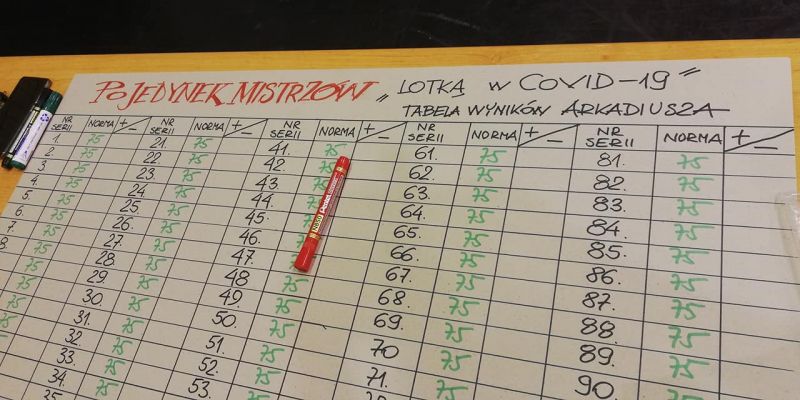 POJEDYNEK MISTRZÓW „ LOTKĄ W COVID-19”
TABELA WYNIKÓW ARKADIUSZA
NR SERII NORMA + - NR SERII NORMA + - NR SERII NORMA + - NR SERII NORMA + - NR SERII NORMA + -
1. 75 21. 75 41. 75 61. 75 81. 75
2. 75 22. 75 42. 75 62. 75 82. 75
3. 75 23. 75 43. 75 63. 75 83. 75
4. 75 24. 75 44. 75 64. 75 84. 75
5. 75 25. 75 45. 75 65. 75 85. 75
6. 75 26. 75 46. 75 66. 75 86. 75
7. 75 27. 75 47. 75 67. 75 87. 75
8. 75 28 75 48 75 68. 75 88. 75
75 29. 75 49. 75 69. 75 89. 75
75 30. 75 50. 75 70 75 90. 75
75 31. 75 51. 75 71. 75
75 32. 75 52. 75
75 33. 75 53. 75
34. 75
35.